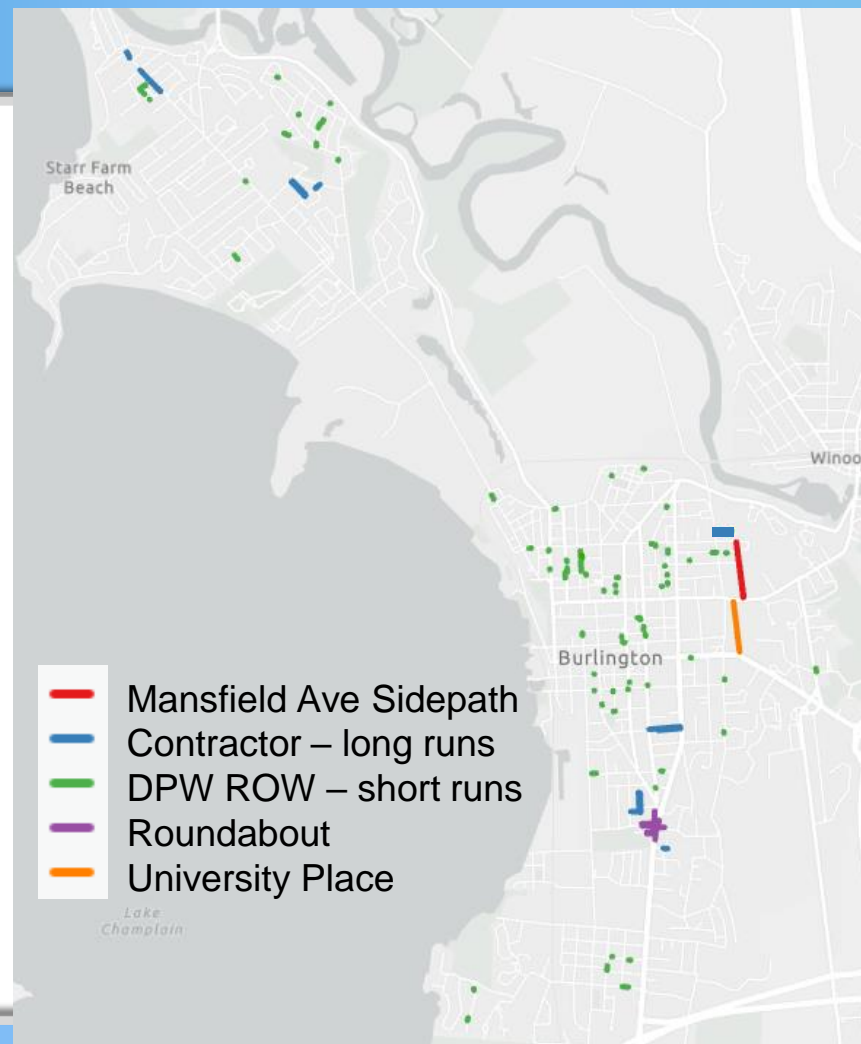 Starr Farm
Beach
Winoo
Burlington
Mansfield Ave Sidepath
Contractor – long runs
DPW ROW – short runs
Roundabout
University Place
Lake
Champlain